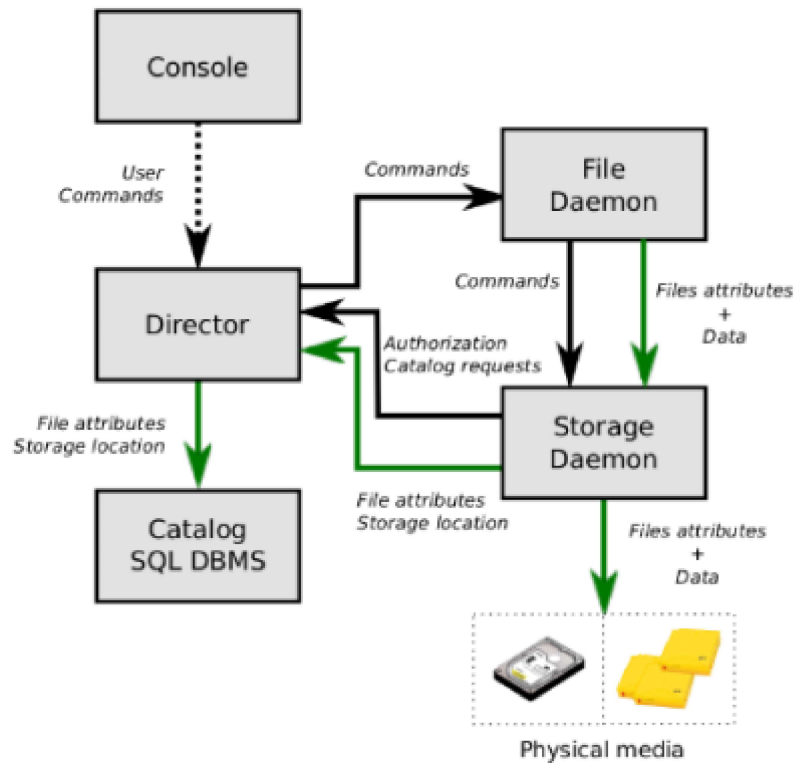 Console
User
Commands
Commands
File
Daemon
Director
Commands
Files attributes
+
Data
Authorization
Catalog requests
File attributes
Storage location
Storage
Daemon
File attributes
Storage location
Catalog
SQL DBMS
Files attributes
+
Data
Physical media